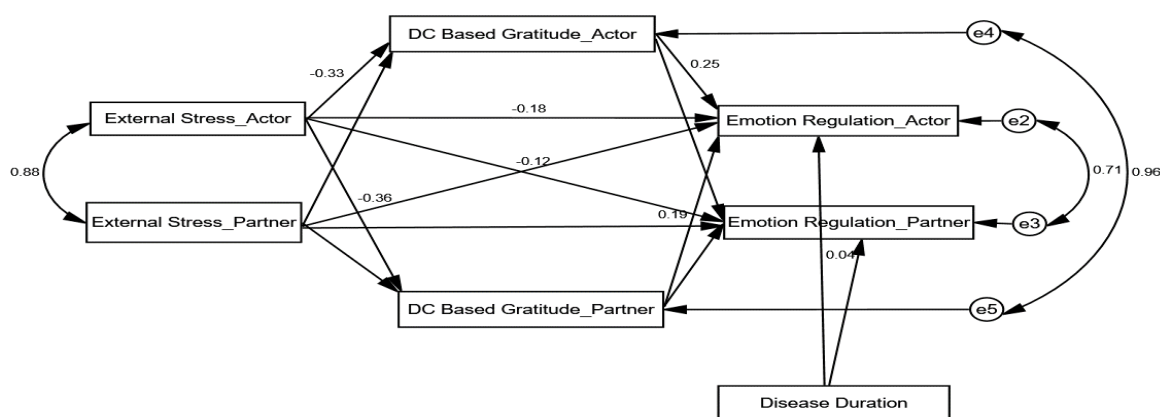 DC Based Gratitude_Actor
e4
-0.33
0.25
External Stress_Actor
-0.18
Emotion Regulation_Actor
e2
0.88
-0.12
0.71
0.96
-0.36
External Stress_Partner
0.19
Emotion Regulation_Partner
e3
0.04
DC Based Gratitude_Partner
e5
Disease Duration